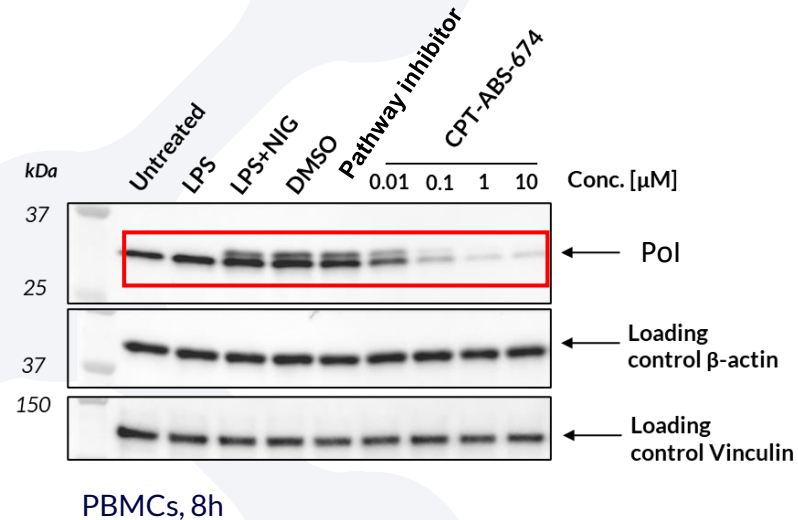 kDa
Untreated
LPS
LPS+NIG
DMSO
Pathway inhibitor
CPT-ABS-674
0.01 0.1 1 10 Conc. [µM]
37
25
PoI
37
Loading
control β-actin
150
Loading
control Vinculin
PBMCs, 8h